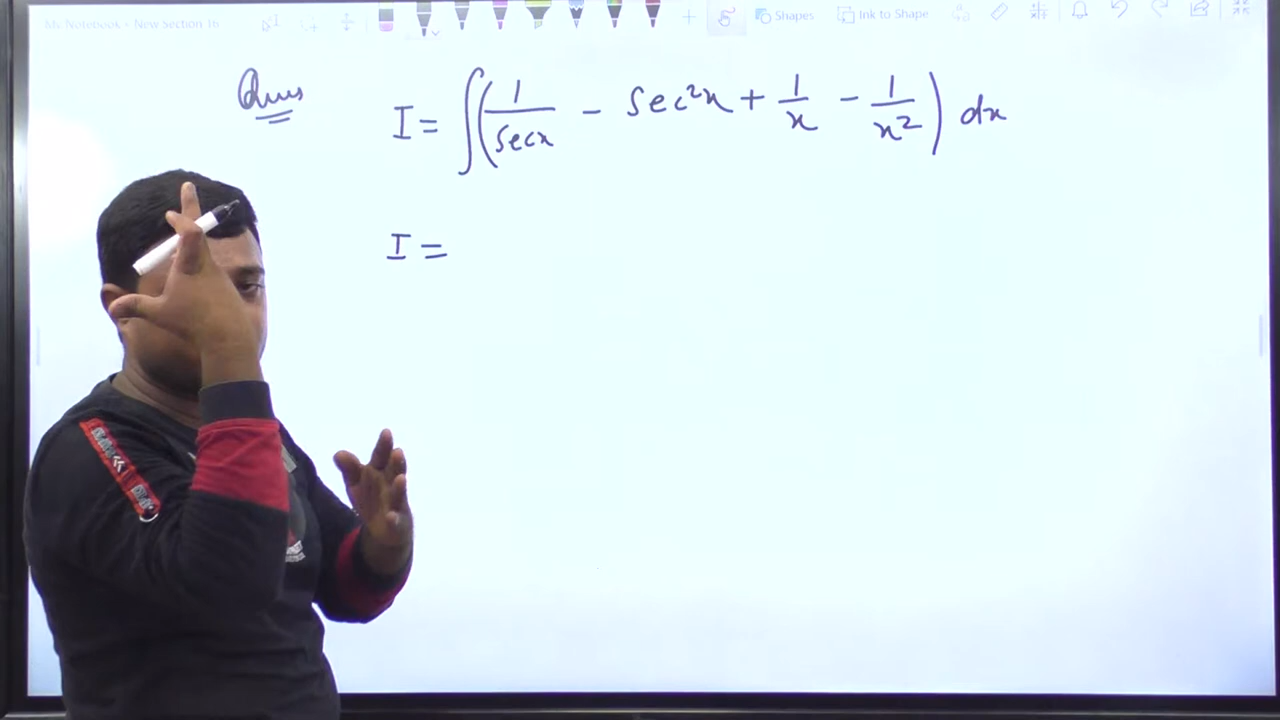 My Notebook - New Section 16
Shapes
Ink to Shape
Ques
I = ∫(1/secx - Sec²x + 1/x - 1/x²) dx
I =